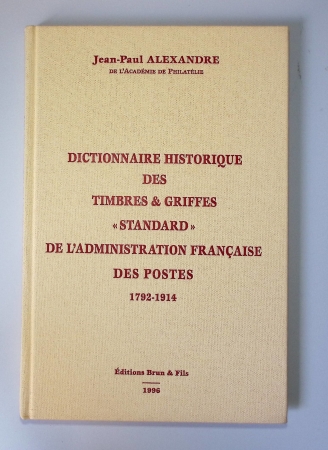 Jean-Paul ALEXANDRE
DE L'ACADÉMIE DE PHILATÉLIE
DICTIONNAIRE HISTORIQUE
DES
TIMBRES & GRIFFES
« STANDARD »
DE L'ADMINISTRATION FRANÇAISE
DES POSTES
1792-1914
Éditions Brun & Fils
1996